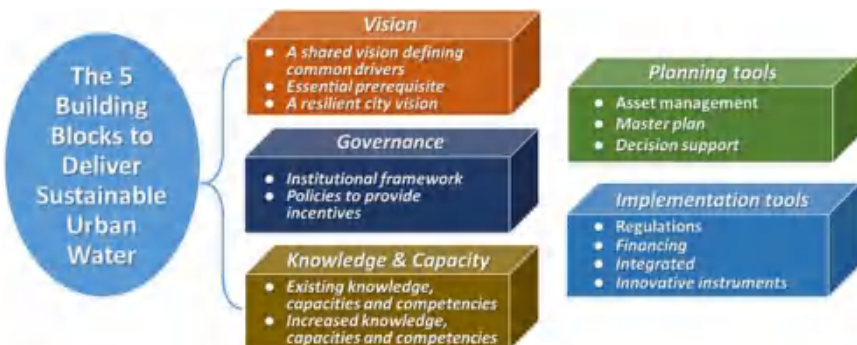 The 5
Building
Blocks to
Deliver
Sustainable
Urban
Water
Vision
A shared vision defining
common drivers
Essential prerequisite
A resilient city vision
Governance
Institutional framework
Policies to provide
incentives
Knowledge & Capacity
Existing knowledge,
capacities and competencies
Increased knowledge,
capacities and competencies
Planning tools
Asset management
Master plan
Decision support
Implementation tools
Regulations
Financing
Integrated
Innovative instruments